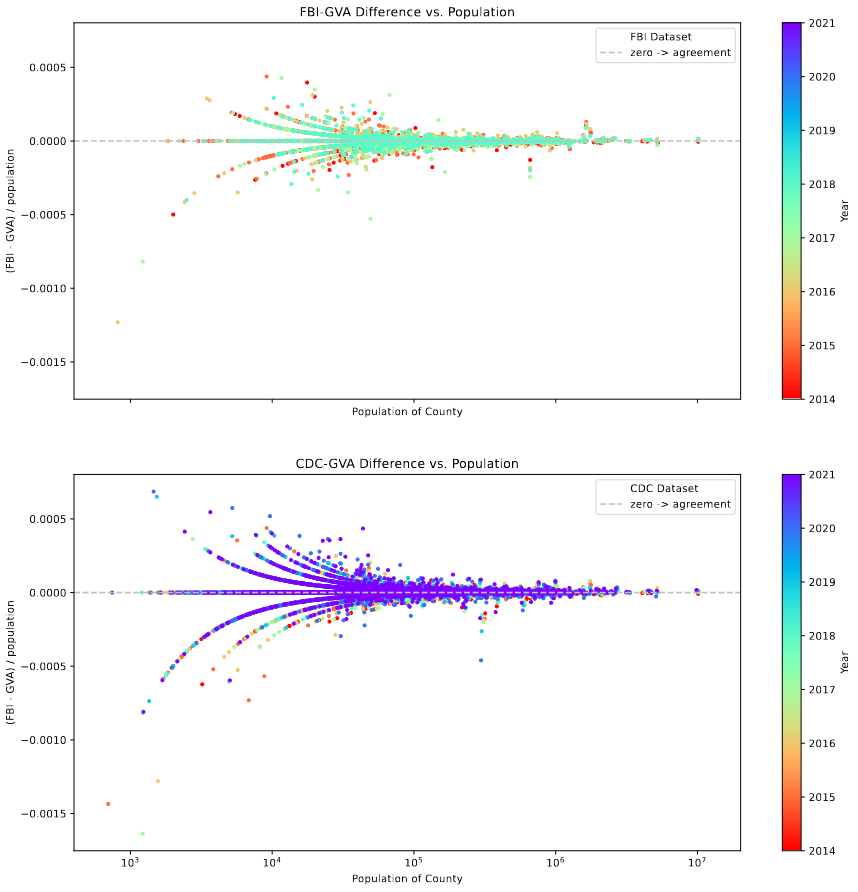 FBI-GVA Difference vs. Population
FBI Dataset
zero -> agreement
0.0005
0.0000
−0.0005
−0.0010
−0.0015
(FBI - GVA) / population
Population of County
2021
2020
2019
2018
2017
2016
2015
2014
Year
CDC-GVA Difference vs. Population
CDC Dataset
zero -> agreement
0.0005
0.0000
−0.0005
−0.0010
−0.0015
(FBI - GVA) / population
10³
10⁴
10⁵
10⁶
10⁷
Population of County
2021
2020
2019
2018
2017
2016
2015
2014
Year